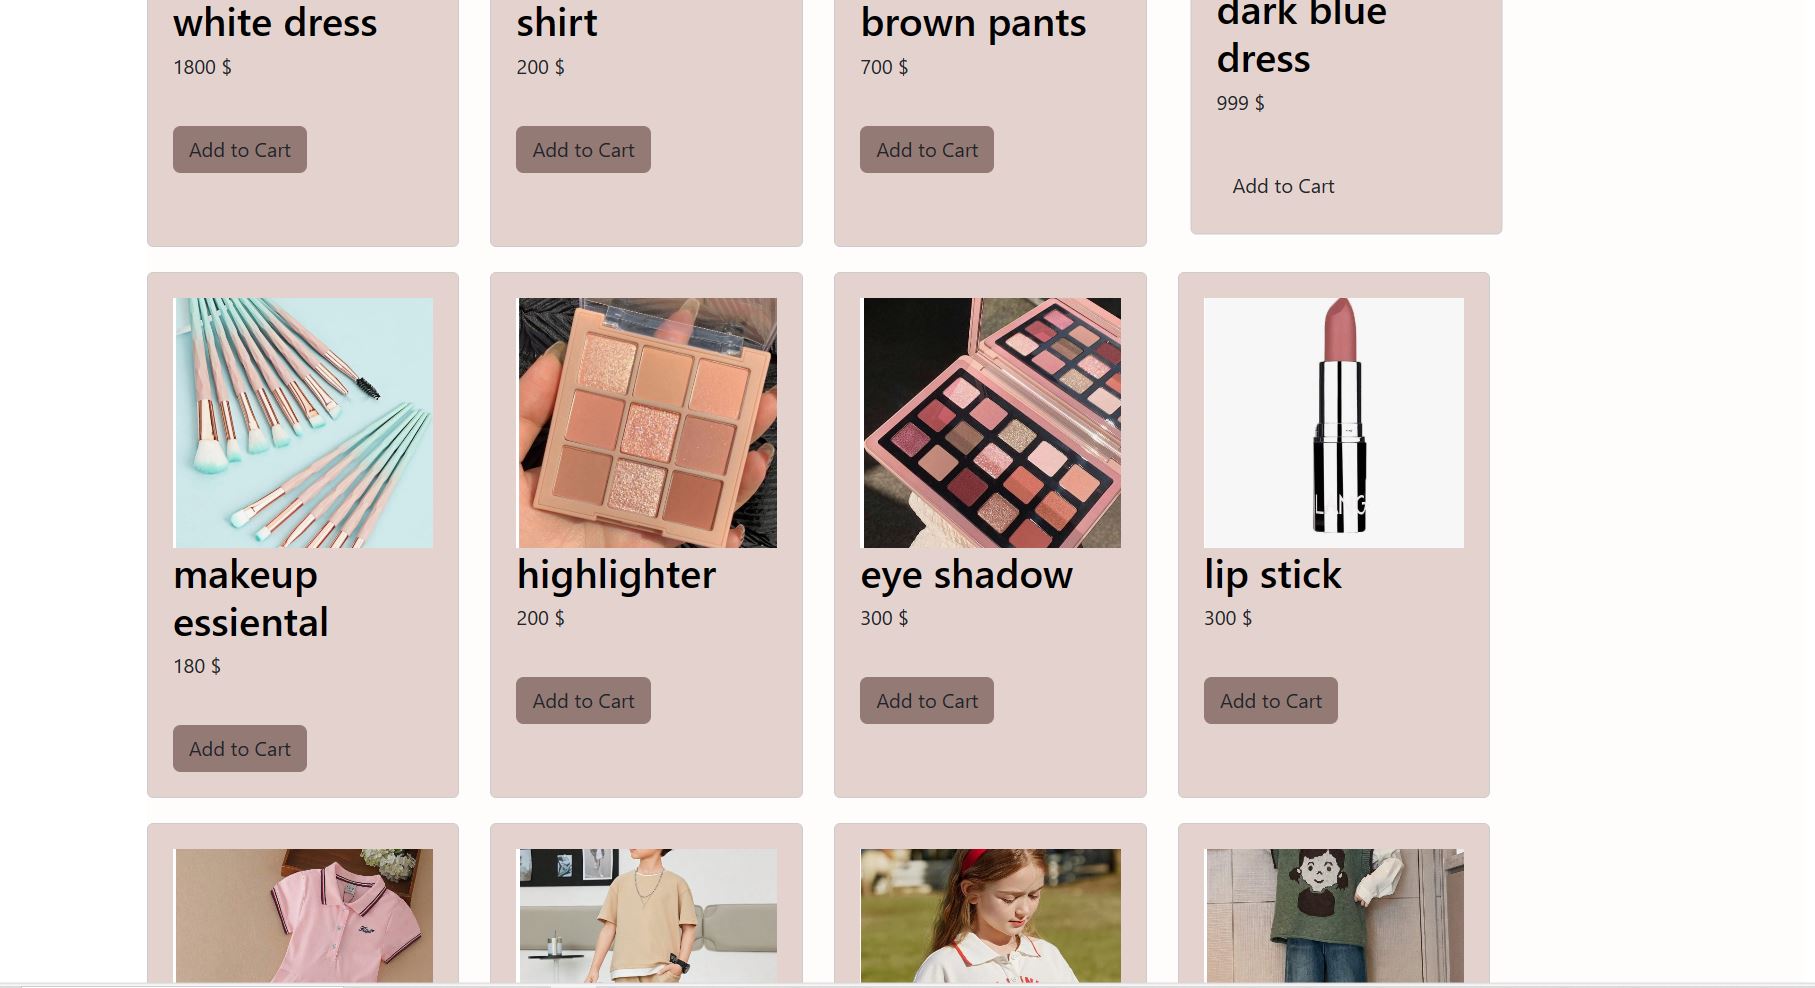 white dress
1800 $
Add to Cart
shirt
200 $
Add to Cart
brown pants
700 $
Add to Cart
dark blue
dress
999 $
Add to Cart
makeup
essiental
180 $
Add to Cart
highlighter
200 $
Add to Cart
eye shadow
300 $
Add to Cart
LANG
lip stick
300 $
Add to Cart